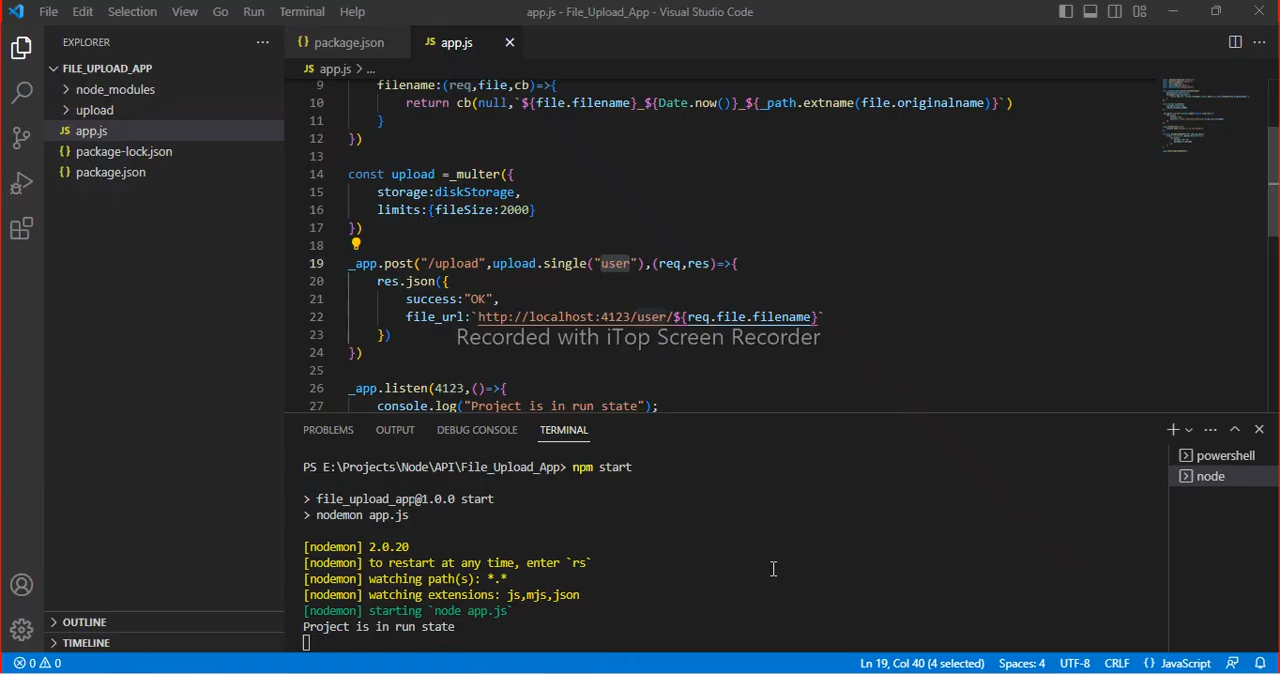 File Edit Selection View Go Run Terminal Help
app.js - File_Upload_App - Visual Studio Code
EXPLORER
FILE_UPLOAD_APP
node_modules
upload
JS app.js
{} package-lock.json
{} package.json
OUTLINE
TIMELINE
{} package.json
JS app.js
JS app.js > ...
9 filename:(req,file,cb)=>{
10 return cb(null,`${file.filename}_${Date.now()}_${_path.extname(file.originalname)}`)
11 }
12 })
13
14 const upload =_multer({
15 storage:diskStorage,
16 limits:{fileSize:2000}
17 })
18
19 _app.post("/upload",upload.single("user"),(req,res)=>{
20 res.json({
21 success:"OK",
22 file_url:`http://localhost:4123/user/${req.file.filename}`
23 })
24 })
25
26 _app.listen(4123,()=>{
27 console.log("Project is in run state");
Recorded with iTop Screen Recorder
PROBLEMS OUTPUT DEBUG CONSOLE TERMINAL
PS E:\Projects\Node\API\File_Upload_App> npm start
> file_upload_app@1.0.0 start
> nodemon app.js
[nodemon] 2.0.20
[nodemon] to restart at any time, enter `rs`
[nodemon] watching path(s): *.*
[nodemon] watching extensions: js,mjs,json
[nodemon] starting `node app.js`
Project is in run state
powershell
node
0 0
Ln 19, Col 40 (4 selected) Spaces: 4 UTF-8 CRLF {} JavaScript